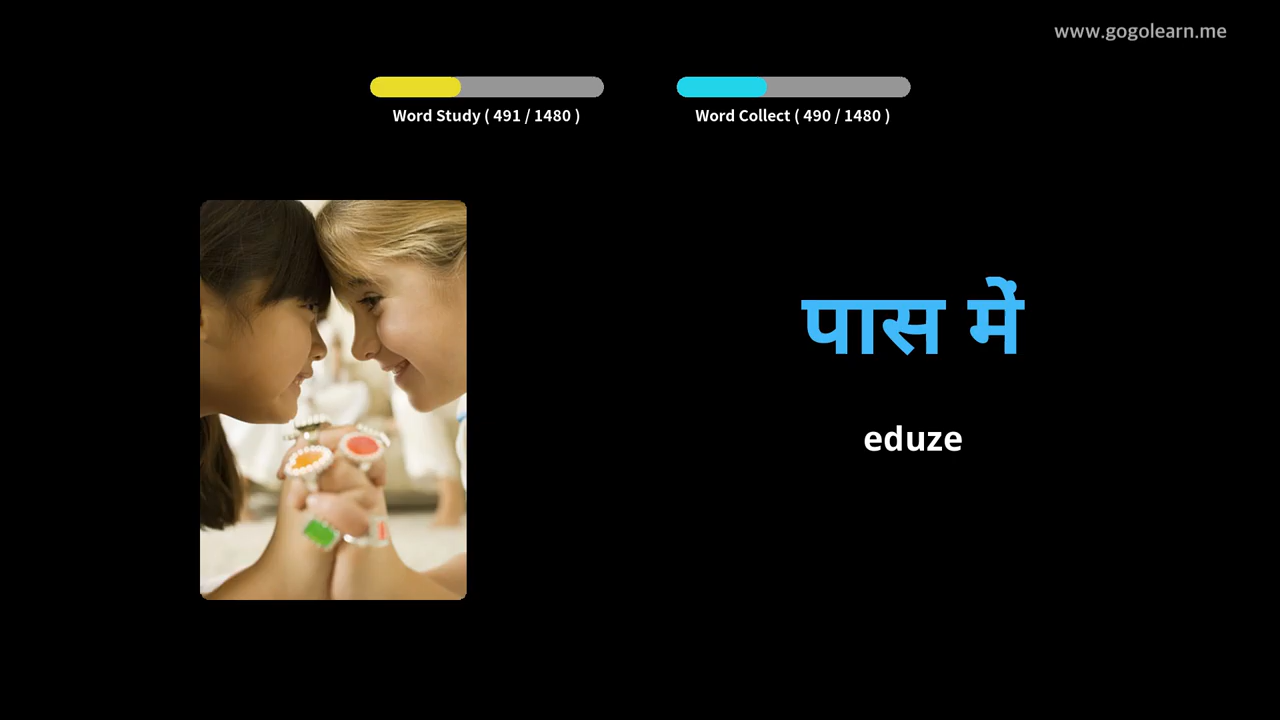 www.gogolearn.me
Word Study ( 491 / 1480 )
Word Collect ( 490 / 1480 )
पास में
eduze